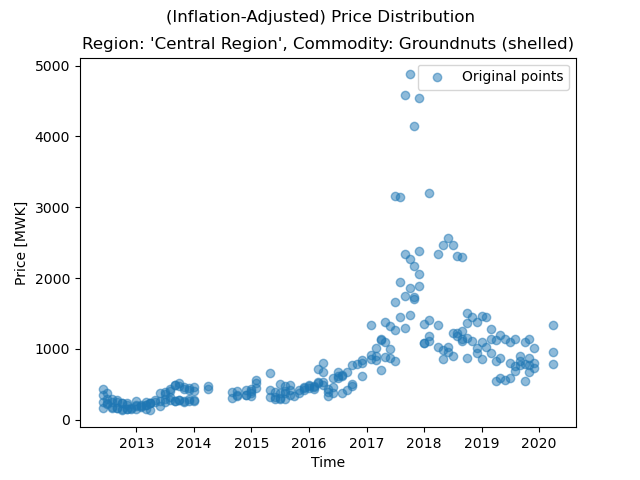 (Inflation-Adjusted) Price Distribution
Region: 'Central Region', Commodity: Groundnuts (shelled)
Original points
5000
4000
3000
2000
1000
0
Price [MWK]
2013 2014 2015 2016 2017 2018 2019 2020
Time